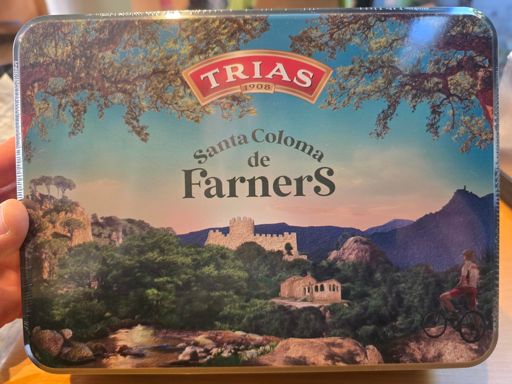 TRIAS
1908
Santa Coloma
de
FarnerS